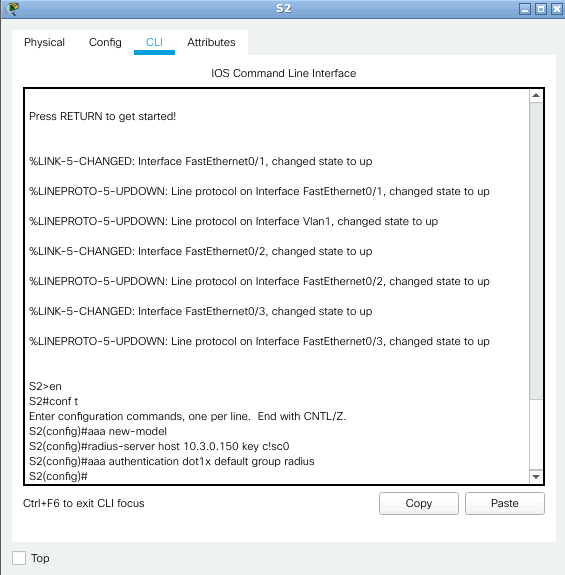 S2
Physical Config CLI Attributes
IOS Command Line Interface
Press RETURN to get started!
%LINK-5-CHANGED: Interface FastEthernet0/1, changed state to up
%LINEPROTO-5-UPDOWN: Line protocol on Interface FastEthernet0/1, changed state to up
%LINEPROTO-5-UPDOWN: Line protocol on Interface Vlan1, changed state to up
%LINK-5-CHANGED: Interface FastEthernet0/2, changed state to up
%LINEPROTO-5-UPDOWN: Line protocol on Interface FastEthernet0/2, changed state to up
%LINK-5-CHANGED: Interface FastEthernet0/3, changed state to up
%LINEPROTO-5-UPDOWN: Line protocol on Interface FastEthernet0/3, changed state to up
S2>en
S2#conf t
Enter configuration commands, one per line.  End with CNTL/Z.
S2(config)#aaa new-model
S2(config)#radius-server host 10.3.0.150 key c!sc0
S2(config)#aaa authentication dot1x default group radius
S2(config)#
Ctrl+F6 to exit CLI focus
Copy Paste
Top